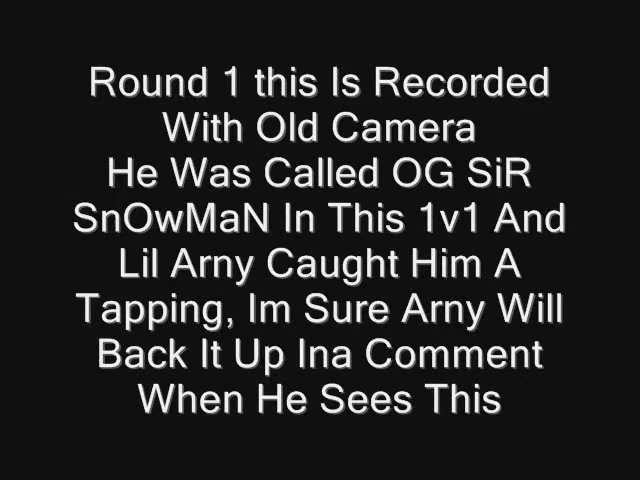 Round 1 this Is Recorded
With Old Camera
He Was Called OG SiR
SnOwMaN In This 1v1 And
Lil Arny Caught Him A
Tapping, Im Sure Arny Will
Back It Up Ina Comment
When He Sees This